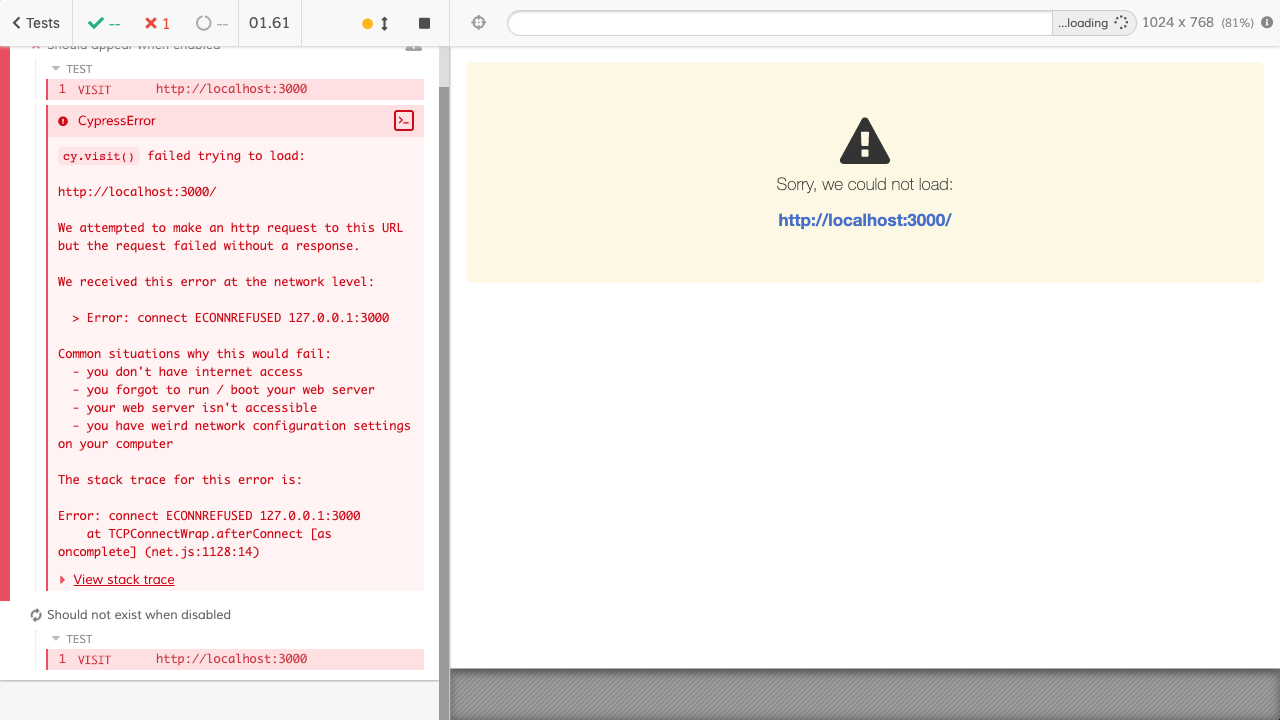 Tests
--
1
--
01.61
...loading
1024 x 768 (81%)
Should appear when enabled
TEST
1 VISIT http://localhost:3000
CypressError
cy.visit() failed trying to load:
http://localhost:3000/
We attempted to make an http request to this URL
but the request failed without a response.
We received this error at the network level:
> Error: connect ECONNREFUSED 127.0.0.1:3000
Common situations why this would fail:
- you don't have internet access
- you forgot to run / boot your web server
- your web server isn't accessible
- you have weird network configuration settings
on your computer
The stack trace for this error is:
Error: connect ECONNREFUSED 127.0.0.1:3000
at TCPConnectWrap.afterConnect [as
oncomplete] (net.js:1128:14)
View stack trace
Should not exist when disabled
TEST
1 VISIT http://localhost:3000
Sorry, we could not load:
http://localhost:3000/